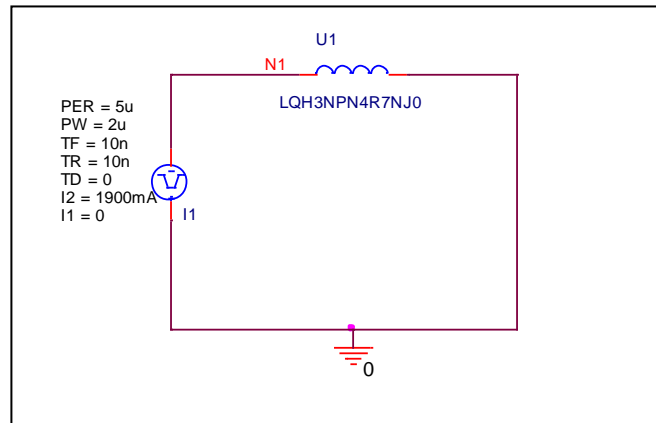 U1
N1
LQH3NPN4R7NJ0
PER = 5u
PW = 2u
TF = 10n
TR = 10n
TD = 0
I2 = 1900mA
I1 = 0
I1
0